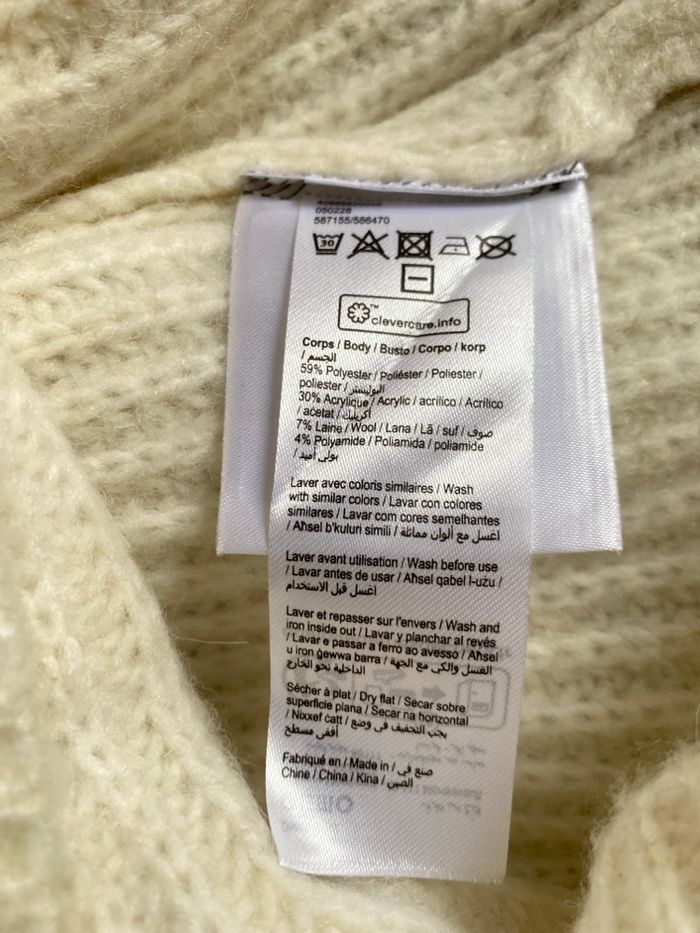 050226
587155/586470
30
™
clevercare.info
Corps / Body / Busto / Corpo / korp
/ الجسم
59% Polyester / Poliéster / Poliester /
poliester / البوليستر
30% Acrylique / Acrylic / acrílico / Acrílico
/ acetat / أكريليك
7% Laine / Wool / Lana / Lã / suf / صوف
4% Polyamide / Poliamida / poliamide
/ بولي أميد
Laver avec coloris similaires / Wash
with similar colors / Lavar con colores
similares / Lavar com cores semelhantes
/ Aħsel b'kuluri simili / اغسل مع ألوان مماثلة
Laver avant utilisation / Wash before use
/ Lavar antes de usar / Aħsel qabel l-użu /
اغسل قبل الاستخدام
Laver et repasser sur l'envers / Wash and
iron inside out / Lavar y planchar al revés
/ Lavar e passar a ferro ao avesso / Aħsel
u iron ġewwa barra / الغسل والكي مع الجهة
الداخلية نحو الخارج
Sécher à plat / Dry flat / Secar sobre
superficie plana / Secar na horizontal
/ Nixxef ċatt / يجب التجفيف في وضع
أفقي مسطح
Fabriqué en / Made in / صنع في
Chine / China / Kina / الصين